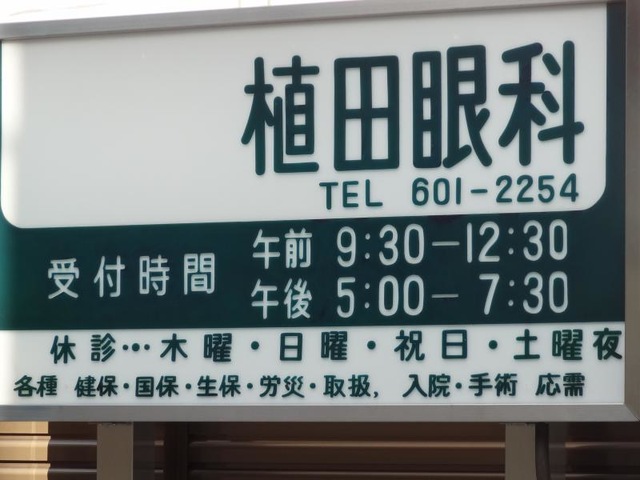 植田眼科
TEL 601-2254
受付時間
午前 9:30-12:30
午後 5:00- 7:30
休診…木曜・日曜・祝日・土曜夜
各種 健保・国保・生保・労災・取扱, 入院・手術 応需